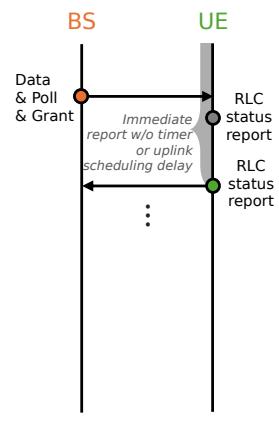 BS
UE
Data
& Poll
& Grant
RLC
status
report
Immediate
report w/o timer
or uplink
scheduling delay
RLC
status
report